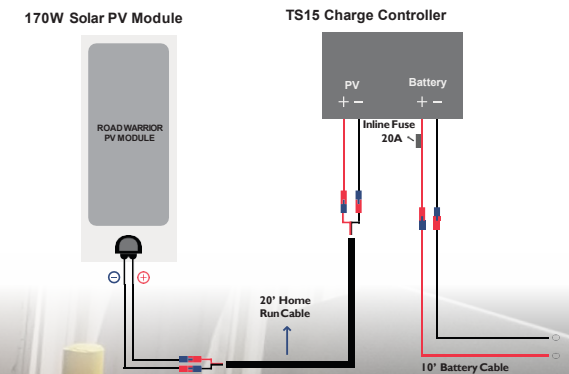 170W Solar PV Module
TS15 Charge Controller
ROAD WARRIOR
PV MODULE
PV
Battery
+ −
+ −
Inline Fuse
20A
− +
20' Home
Run Cable
10' Battery Cable